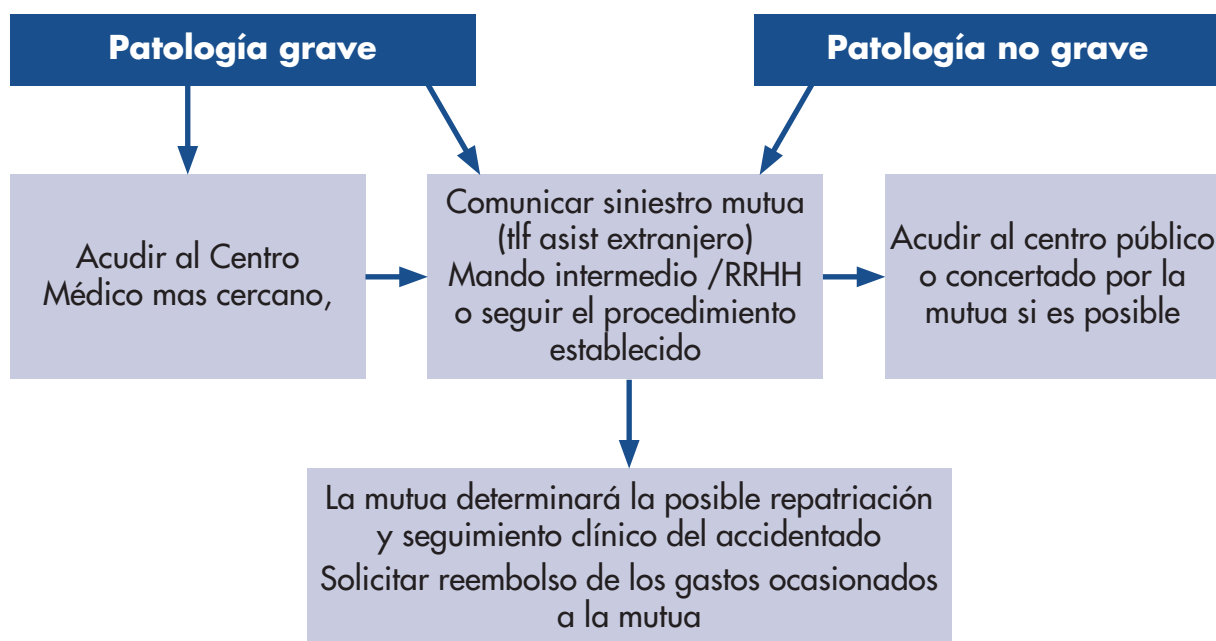 Patología grave
Patología no grave
Acudir al Centro
Médico mas cercano,
Comunicar siniestro mutua
(tlf asist extranjero)
Mando intermedio /RRHH
o seguir el procedimiento
establecido
Acudir al centro público
o concertado por la
mutua si es posible
La mutua determinará la posible repatriación
y seguimiento clínico del accidentado
Solicitar reembolso de los gastos ocasionados
a la mutua